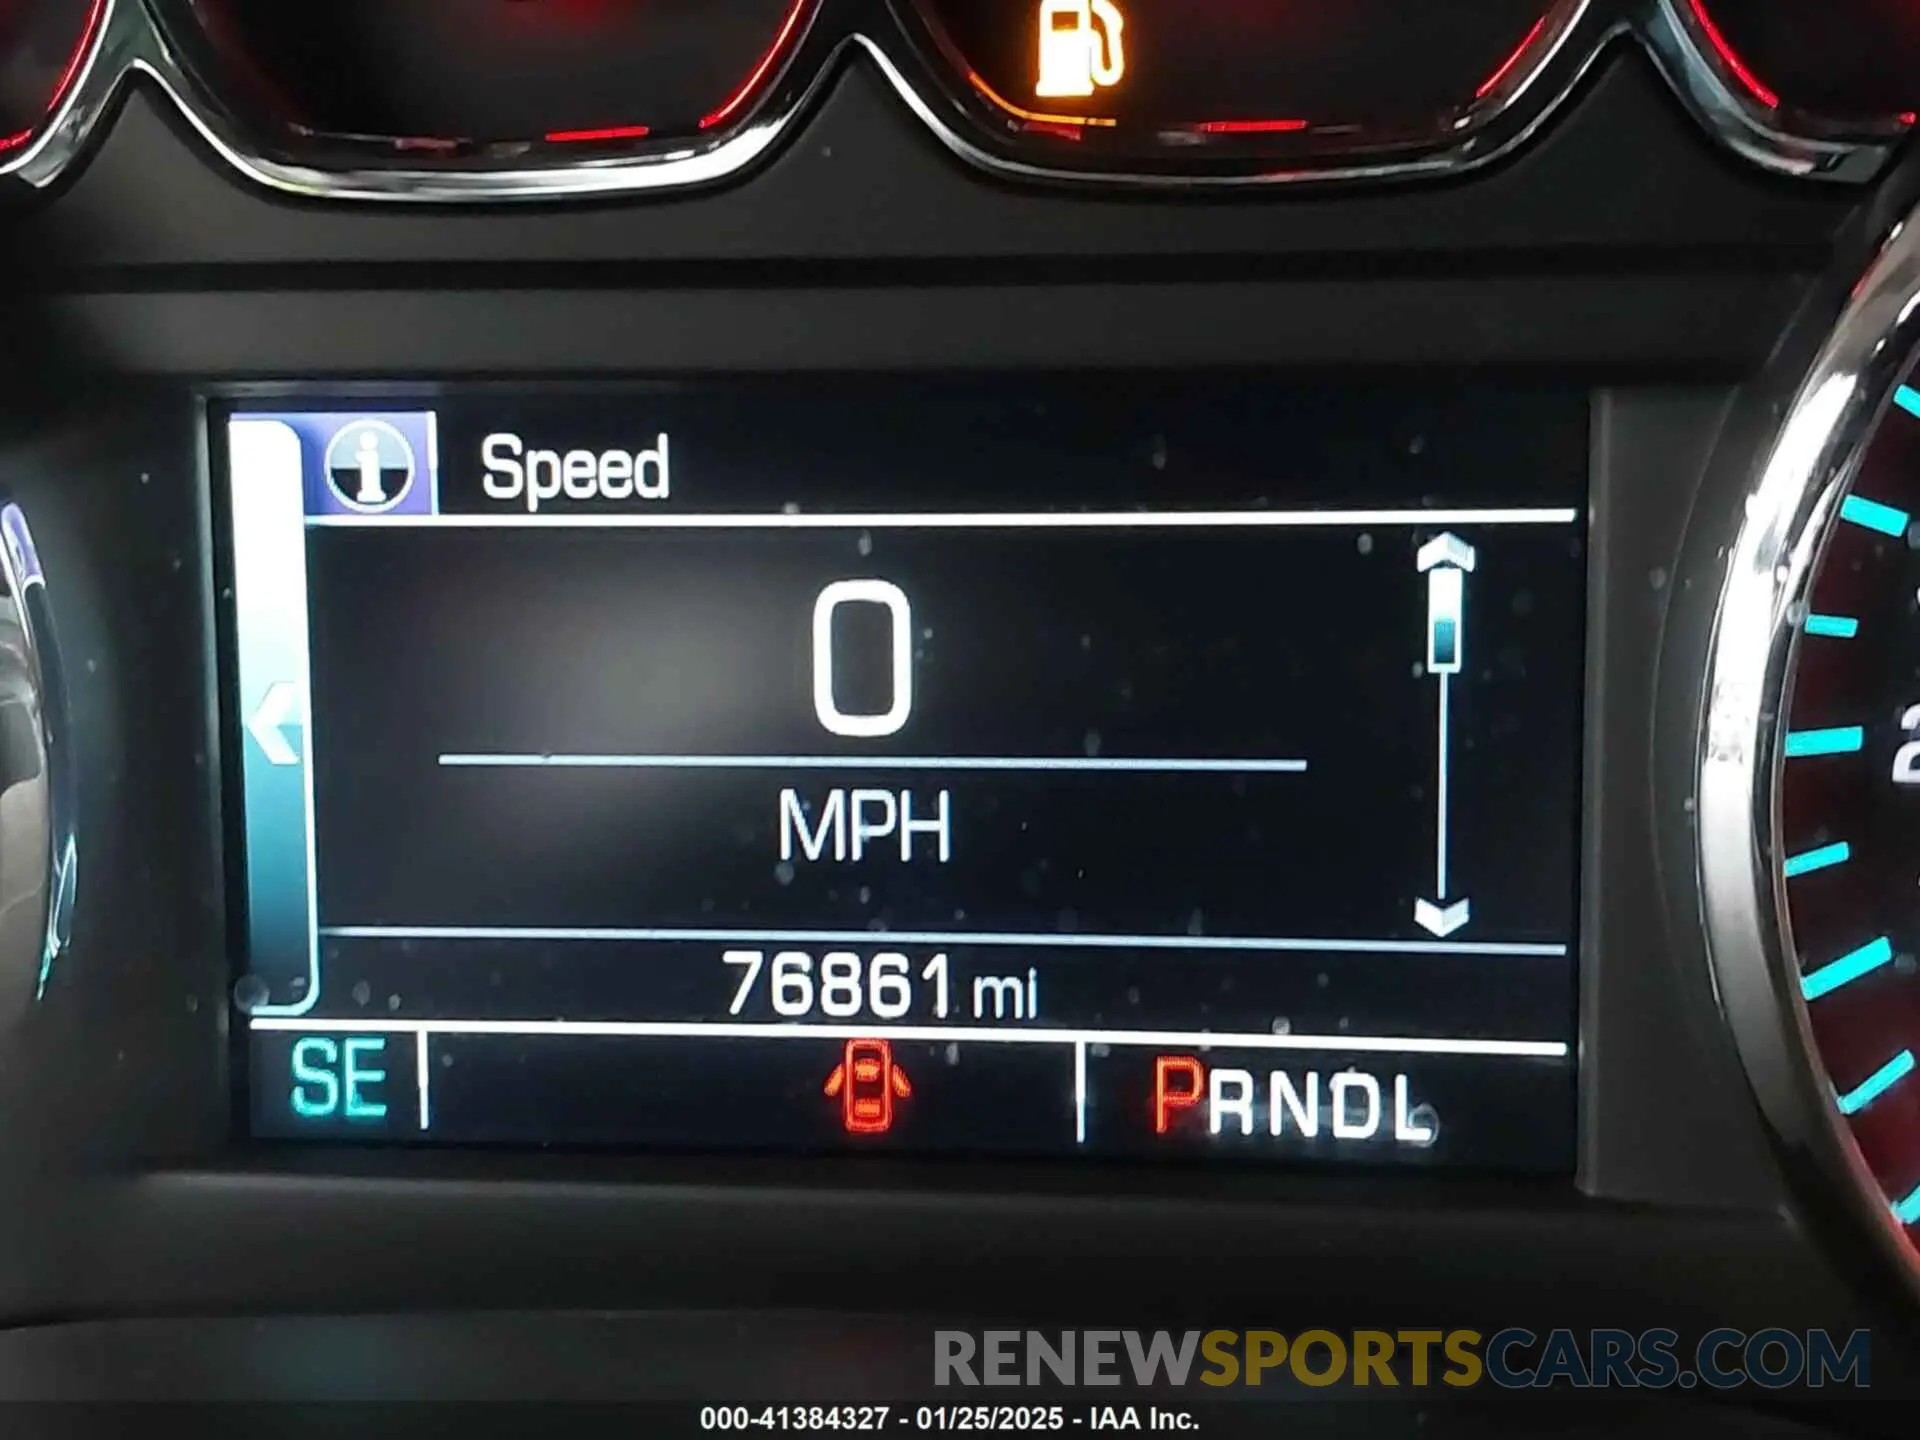 Speed
0
MPH
76861 mi
SE
PRNDL
RENEWSPORTSCARS.COM
000-41384327 - 01/25/2025 - IAA Inc.